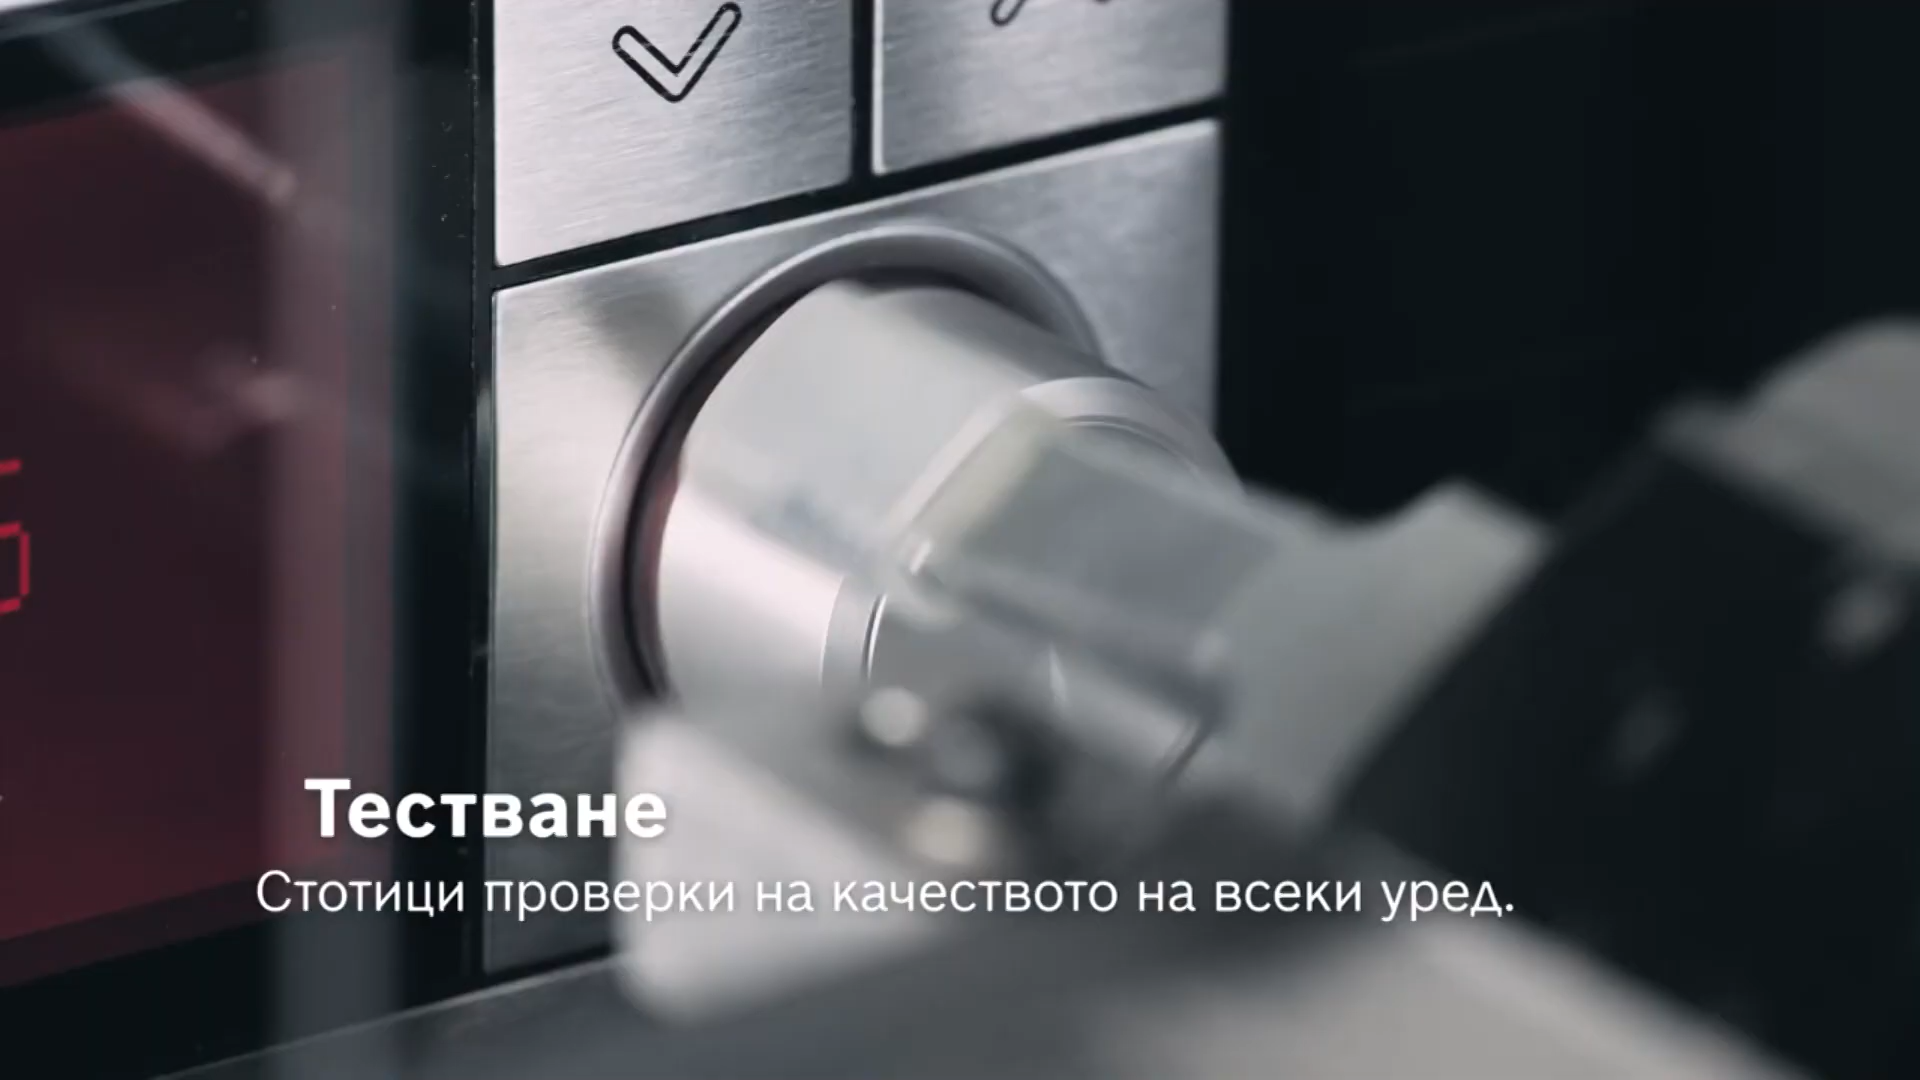 Тестване
Стотици проверки на качеството на всеки уред.